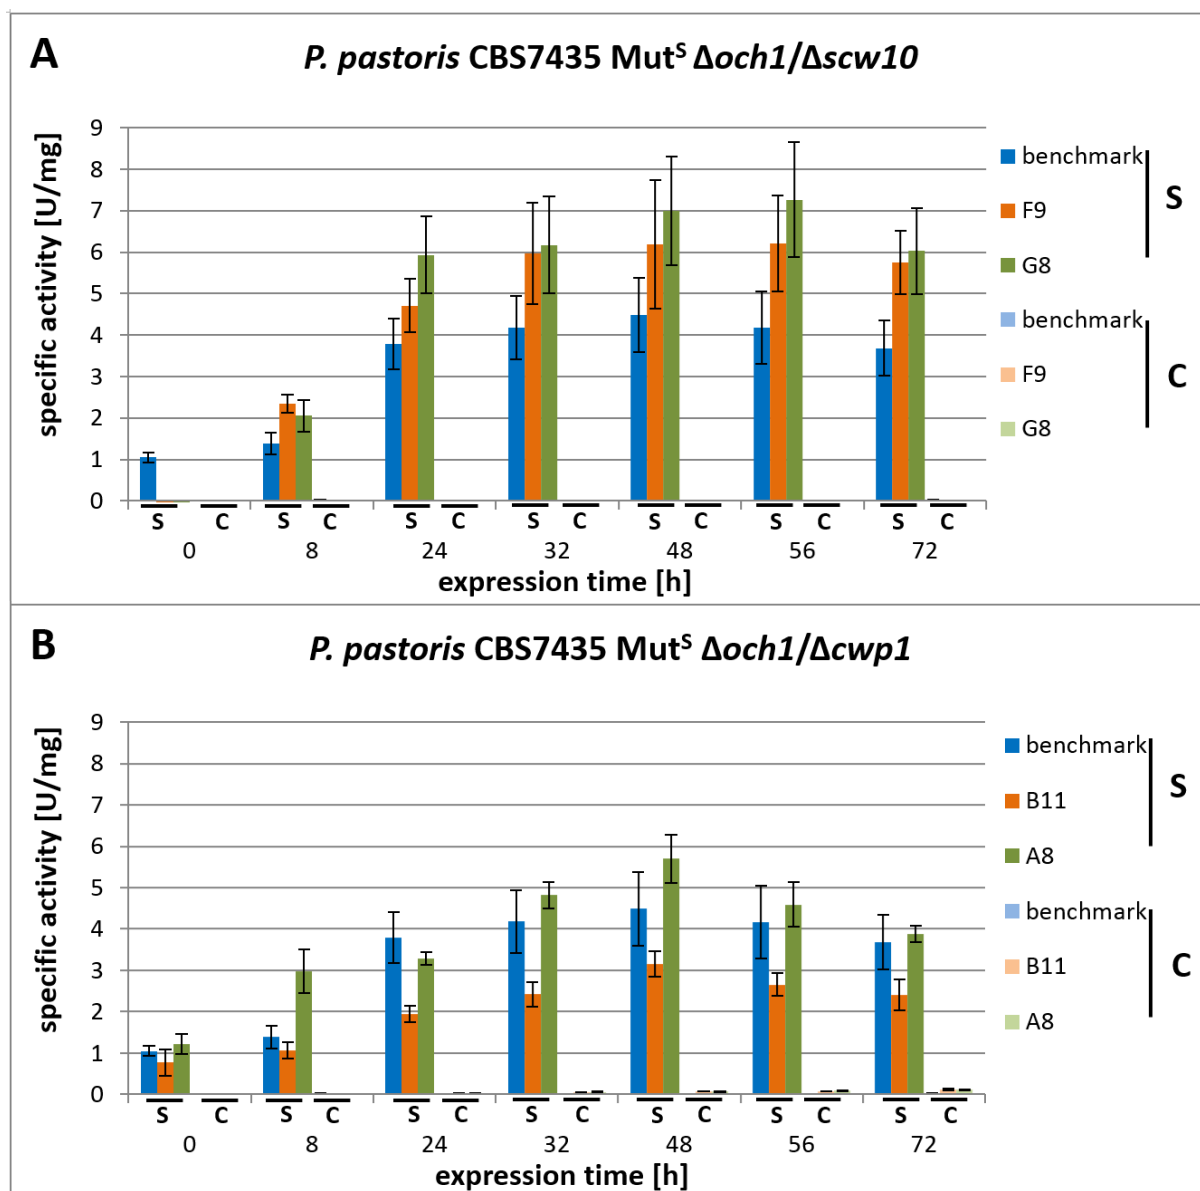 A
P. pastoris CBS7435 Mutˢ Δoch1/Δscw10
specific activity [U/mg]
9
8
7
6
5
4
3
2
1
0
S C S C S C S C S C S C S C
0 8 24 32 48 56 72
expression time [h]
benchmark
F9
G8
S
benchmark
F9
G8
C
B
P. pastoris CBS7435 Mutˢ Δoch1/Δcwp1
specific activity [U/mg]
9
8
7
6
5
4
3
2
1
0
S C S C S C S C S C S C S C
0 8 24 32 48 56 72
expression time [h]
benchmark
B11
A8
S
benchmark
B11
A8
C